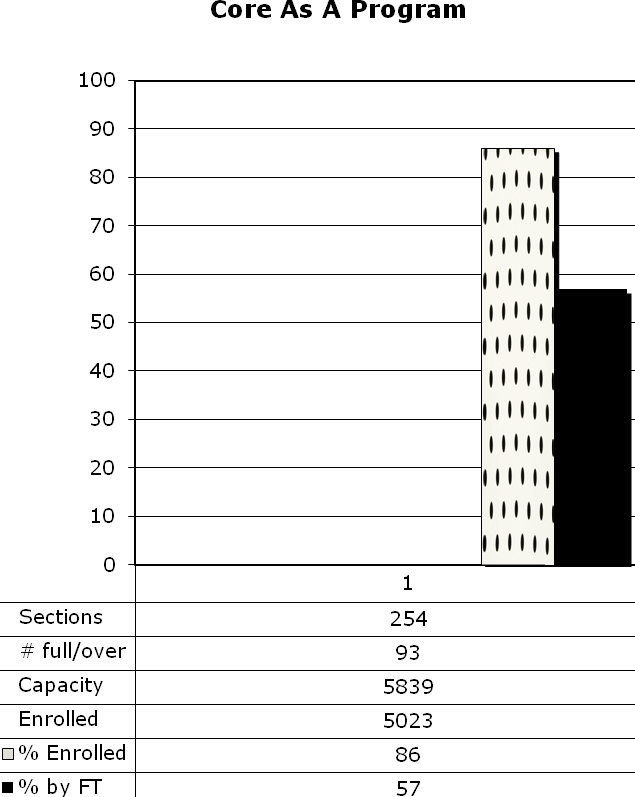 Core As A Program
100
90
80
70
60
50
40
30
20
10
0
1
Sections 254
# full/over 93
Capacity 5839
Enrolled 5023
% Enrolled 86
% by FT 57